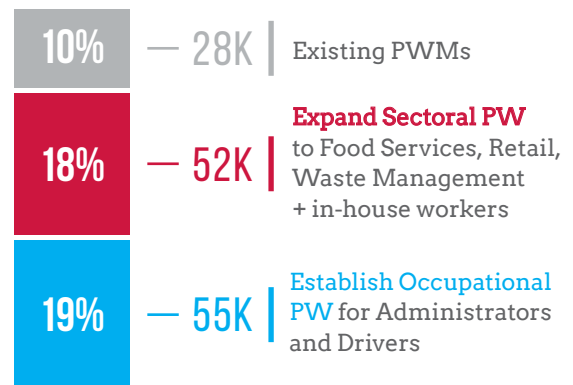 10% — 28K Existing PWMs
Expand Sectoral PW
18% — 52K to Food Services, Retail,
Waste Management
+ in-house workers
Establish Occupational
19% — 55K PW for Administrators
and Drivers